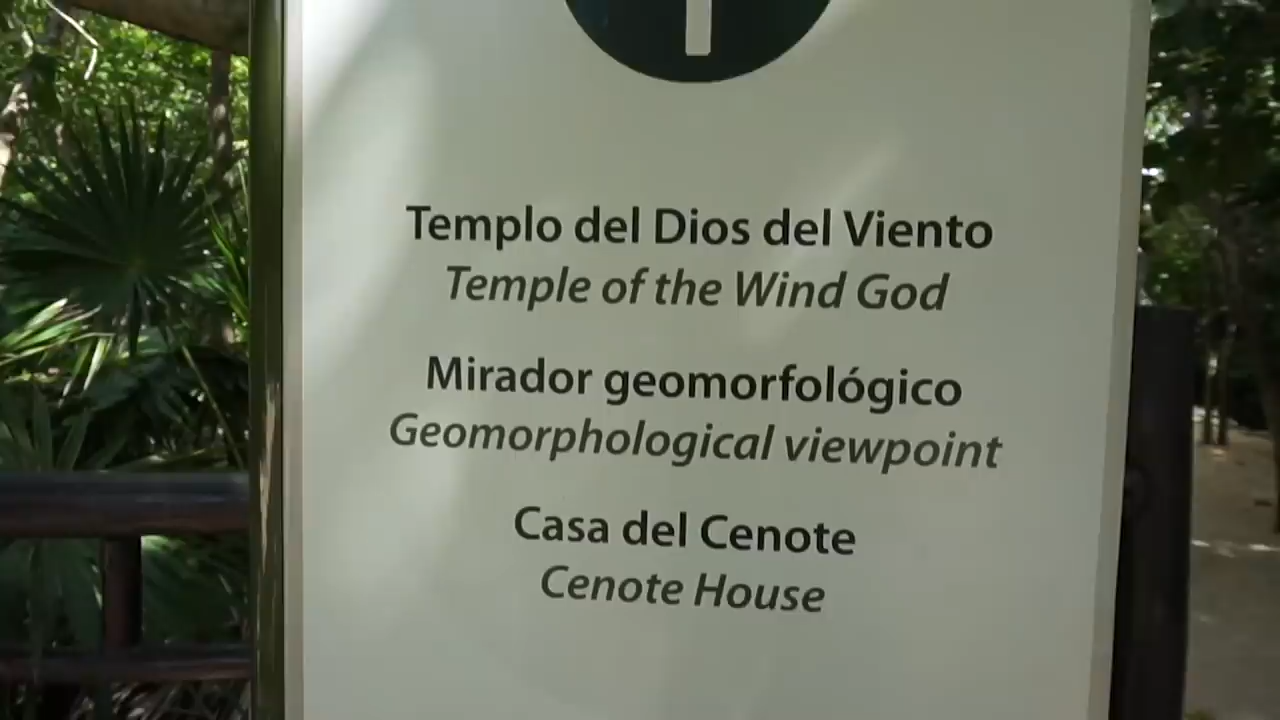 Templo del Dios del Viento
Temple of the Wind God
Mirador geomorfológico
Geomorphological viewpoint
Casa del Cenote
Cenote House